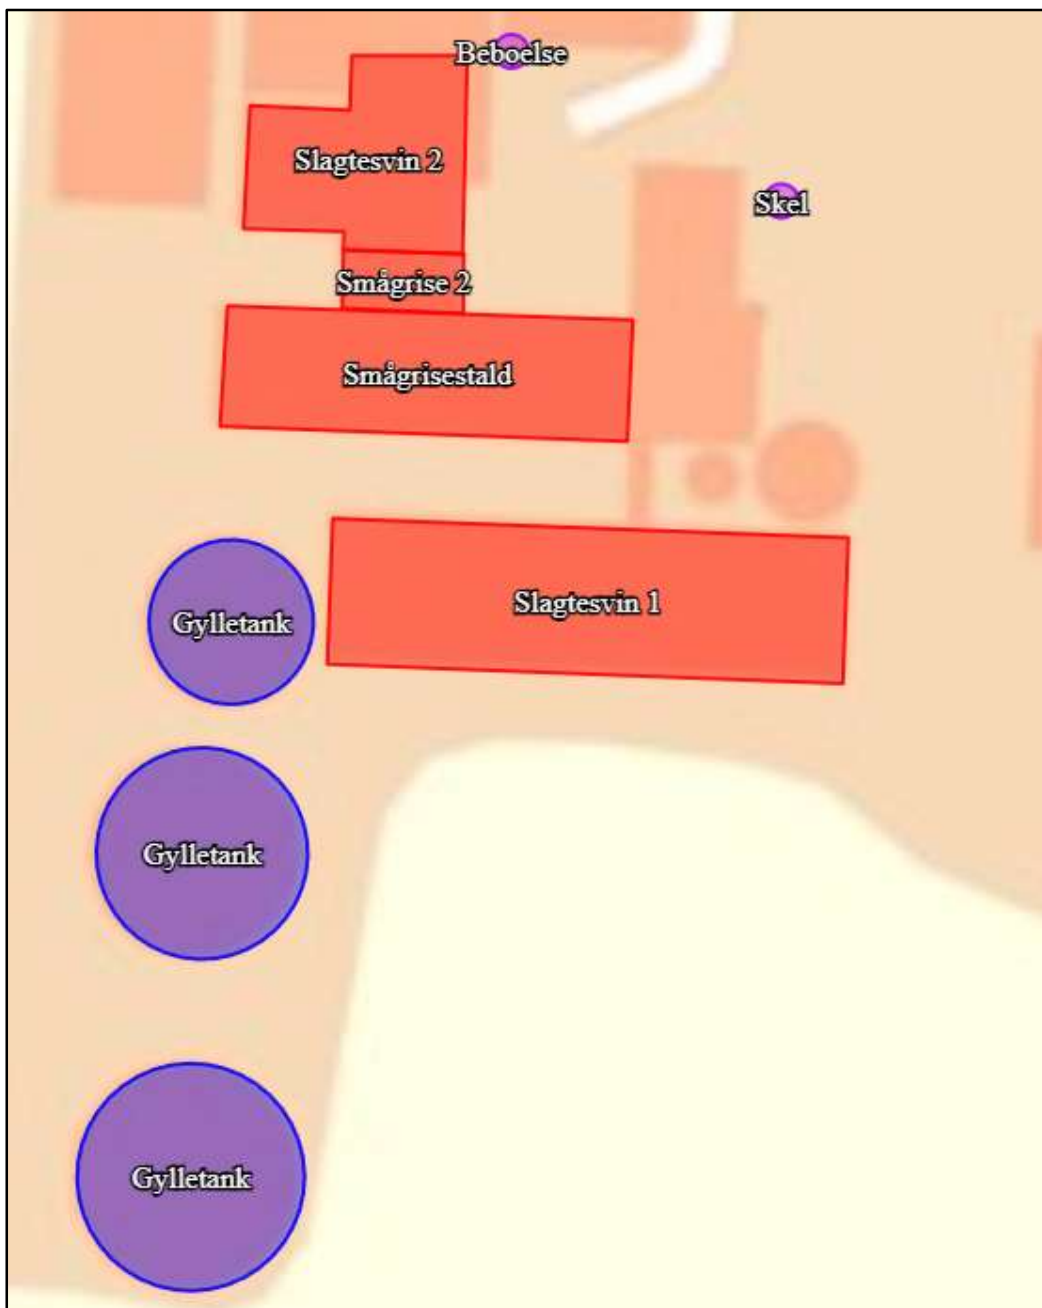 Beboelse
Slagtesvin 2
Skel
Smågrise 2
Smågrisestald
Slagtesvin 1
Gylletank
Gylletank
Gylletank